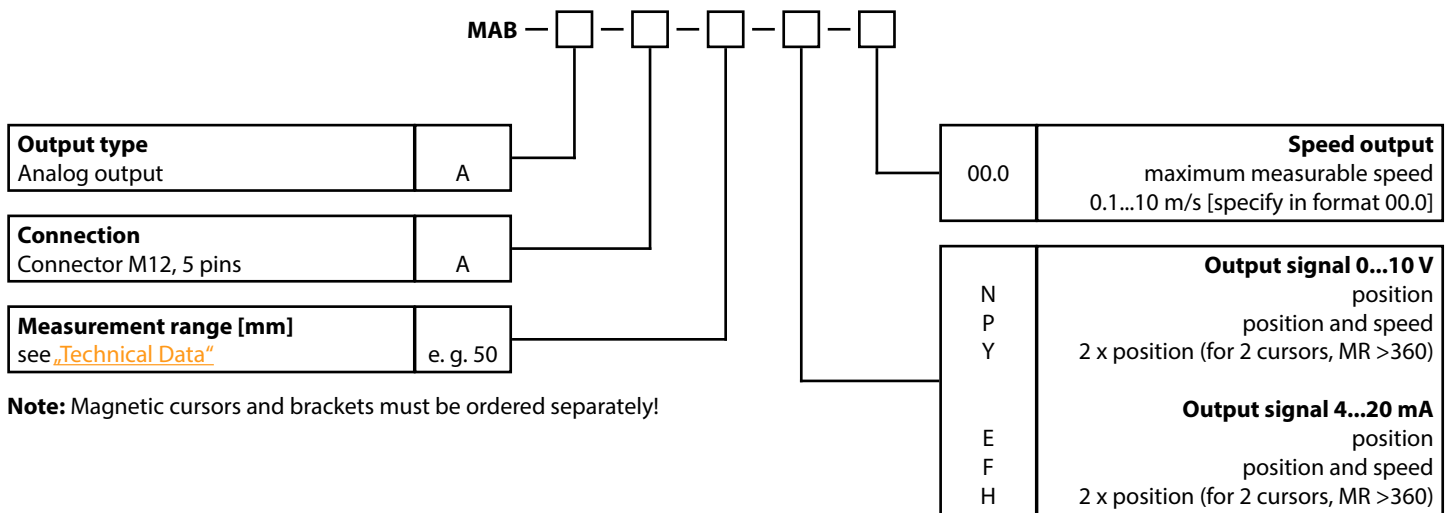 MAB
Output type
Analog output A
Connection
Connector M12, 5 pins A
Measurement range [mm]
see „Technical Data“ e. g. 50
Note: Magnetic cursors and brackets must be ordered separately!
Speed output
00.0 maximum measurable speed
0.1...10 m/s [specify in format 00.0]
Output signal 0...10 V
N position
P position and speed
Y 2 x position (for 2 cursors, MR >360)
Output signal 4...20 mA
E position
F position and speed
H 2 x position (for 2 cursors, MR >360)